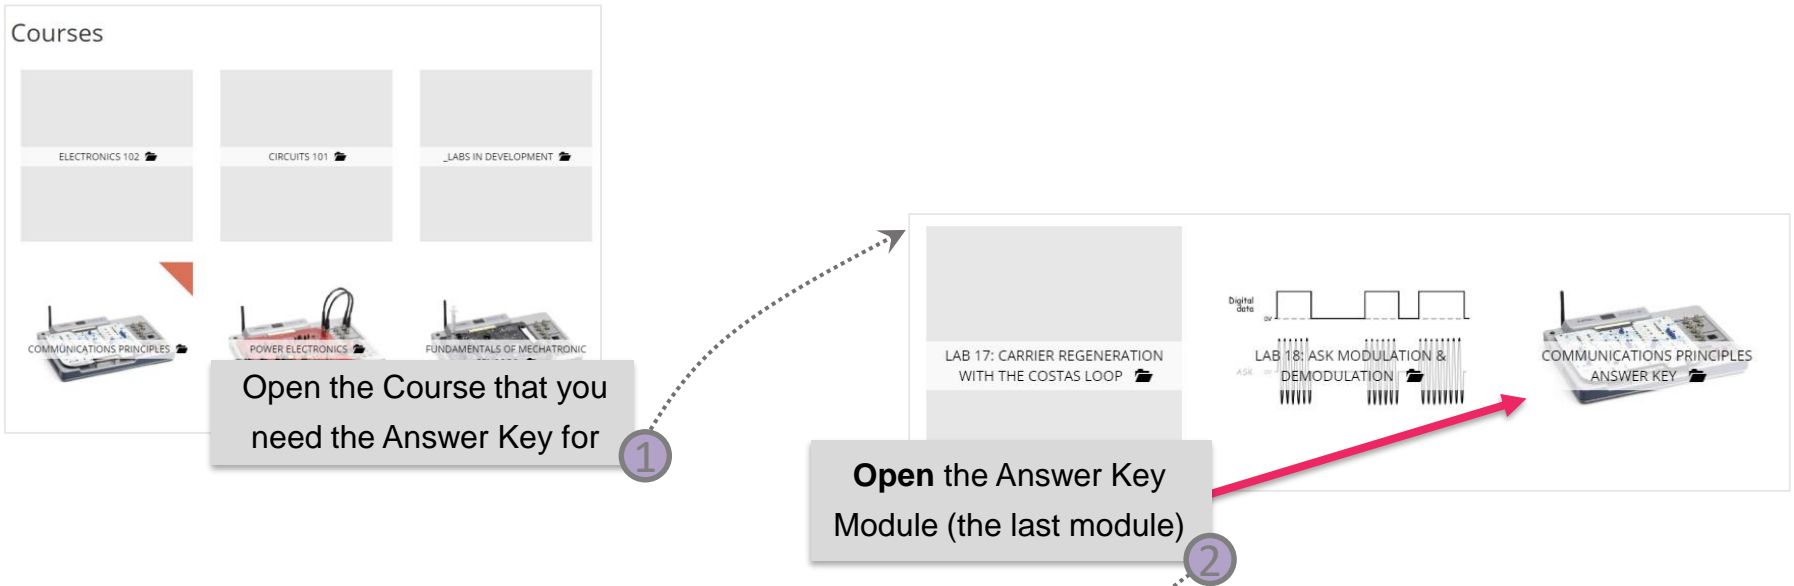 Courses
ELECTRONICS 102
CIRCUITS 101
_LABS IN DEVELOPMENT
COMMUNICATIONS PRINCIPLES
POWER ELECTRONICS
FUNDAMENTALS OF MECHATRONIC
Open the Course that you
need the Answer Key for
1
LAB 17: CARRIER REGENERATION
WITH THE COSTAS LOOP
Digital
data
0V
LAB 18: ASK MODULATION &
ASK
DEMODULATION
COMMUNICATIONS PRINCIPLES
ANSWER KEY
Open the Answer Key
Module (the last module)
2